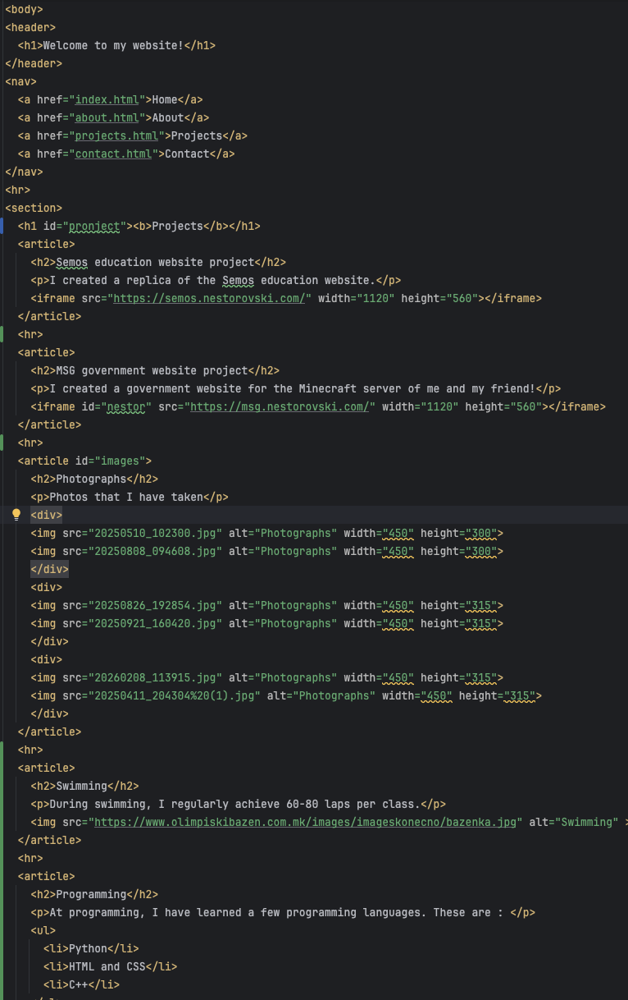 <body>
<header>
<h1>Welcome to my website!</h1>
</header>
<nav>
<a href="index.html">Home</a>
<a href="about.html">About</a>
<a href="projects.html">Projects</a>
<a href="contact.html">Contact</a>
</nav>
<hr>
<section>
<h1 id="pronject"><b>Projects</b></h1>
<article>
<h2>Semos education website project</h2>
<p>I created a replica of the Semos education website.</p>
<iframe src="https://semos.nestorovski.com/" width="1120" height="560"></iframe>
</article>
<hr>
<article>
<h2>MSG government website project</h2>
<p>I created a government website for the Minecraft server of me and my friend!</p>
<iframe id="nestor" src="https://msg.nestorovski.com/" width="1120" height="560"></iframe>
</article>
<hr>
<article id="images">
<h2>Photographs</h2>
<p>Photos that I have taken</p>
<div>
<img src="20250510_102300.jpg" alt="Photographs" width="450" height="300">
<img src="20250808_094608.jpg" alt="Photographs" width="450" height="300">
</div>
<div>
<img src="20250826_192854.jpg" alt="Photographs" width="450" height="315">
<img src="20250921_160420.jpg" alt="Photographs" width="450" height="315">
</div>
<div>
<img src="20260208_113915.jpg" alt="Photographs" width="450" height="315">
<img src="20250411_204304%20(1).jpg" alt="Photographs" width="450" height="315">
</div>
</article>
<hr>
<article>
<h2>Swimming</h2>
<p>During swimming, I regularly achieve 60-80 laps per class.</p>
<img src="https://www.olimpiskibazen.com.mk/images/imageskonecno/bazenka.jpg" alt="Swimming" >
</article>
<hr>
<article>
<h2>Programming</h2>
<p>At programming, I have learned a few programming languages. These are : </p>
<ul>
<li>Python</li>
<li>HTML and CSS</li>
<li>C++</li>